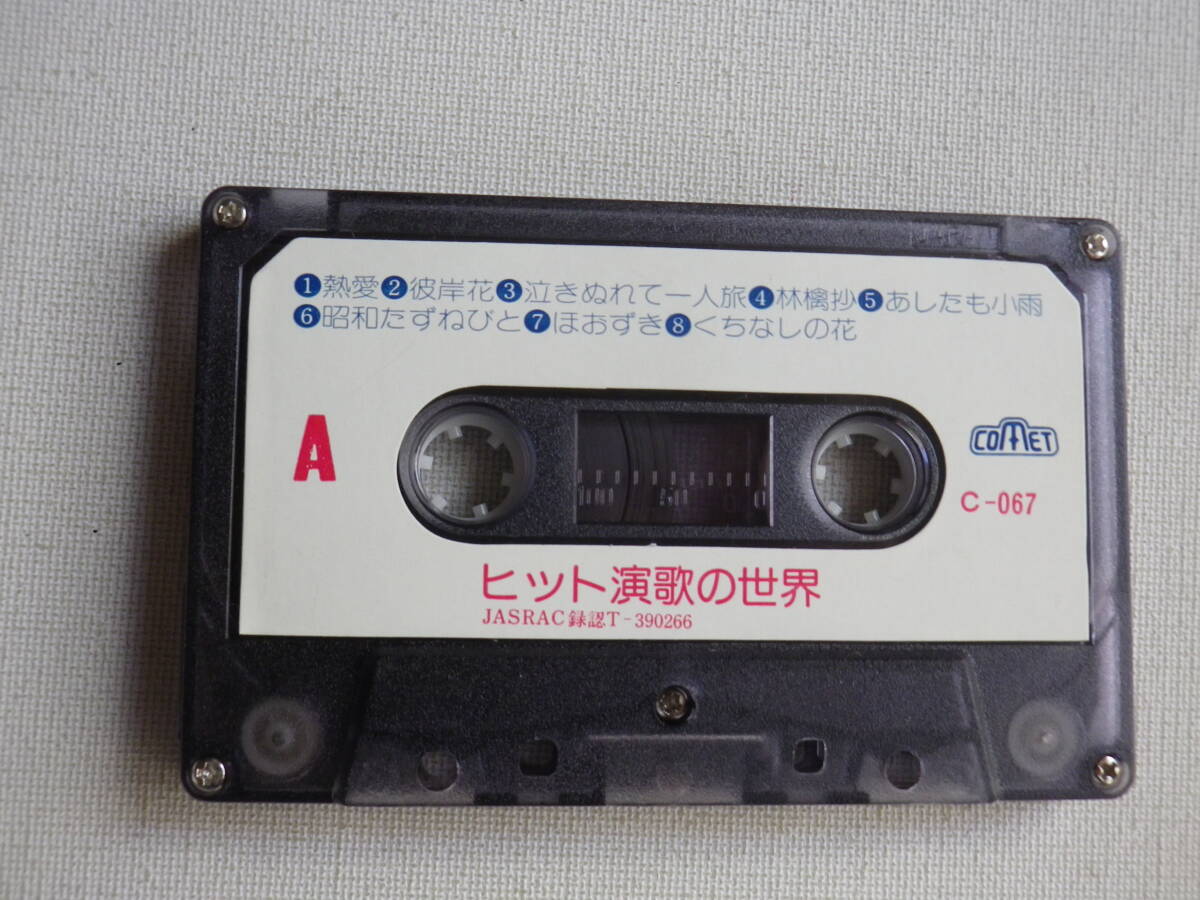 ❶熱愛❷彼岸花❸泣きぬれて一人旅❹林檎抄❺あしたも小雨
❻昭和たずねびと❼ほおずき❽くちなしの花
A
COMET
C-067
ヒット演歌の世界
JASRAC録認T-390266